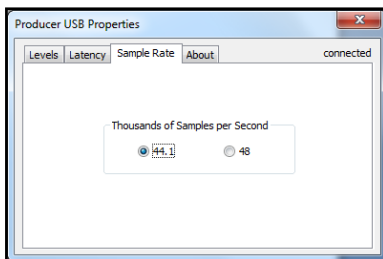 Producer USB Properties
Levels Latency Sample Rate About connected
Thousands of Samples per Second
44.1 48